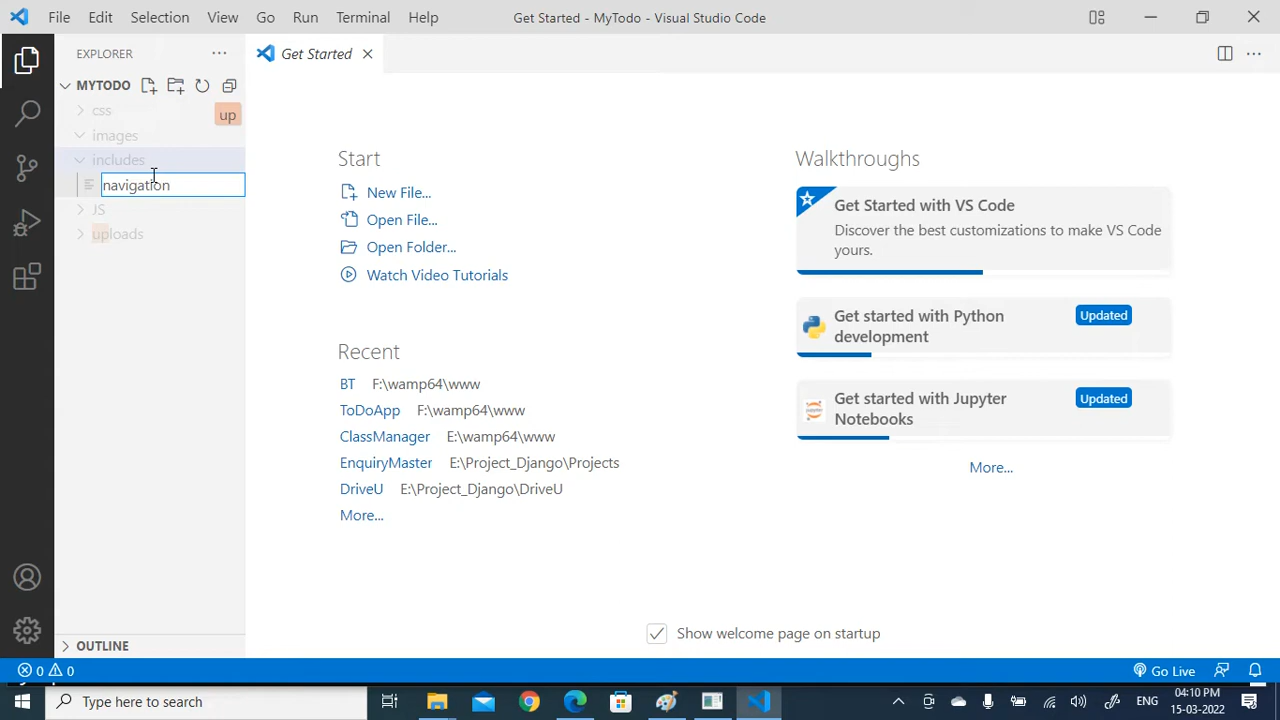 File Edit Selection View Go Run Terminal Help
Get Started - MyTodo - Visual Studio Code
EXPLORER
Get Started
MYTODO
css
up
images
includes
navigation
JS
uploads
Start
New File...
Open File...
Open Folder...
Watch Video Tutorials
Recent
BT F:\wamp64\www
ToDoApp F:\wamp64\www
ClassManager E:\wamp64\www
EnquiryMaster E:\Project_Django\Projects
DriveU E:\Project_Django\DriveU
More...
Walkthroughs
Get Started with VS Code
Discover the best customizations to make VS Code
yours.
Get started with Python
development
Updated
Get started with Jupyter
Notebooks
Updated
More...
Show welcome page on startup
OUTLINE
0 0
Go Live
Type here to search
ENG
04:10 PM
15-03-2022